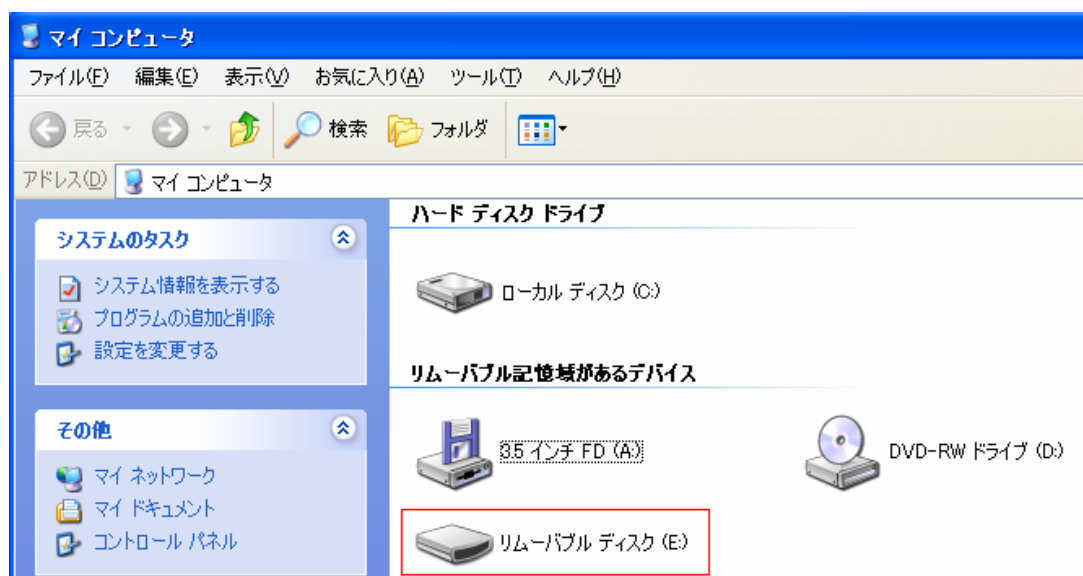 マイ コンピュータ
ファイル(F) 編集(E) 表示(V) お気に入り(A) ツール(T) ヘルプ(H)
戻る 検索 フォルダ
アドレス(D) マイ コンピュータ
システムのタスク
システム情報を表示する
プログラムの追加と削除
設定を変更する
その他
マイ ネットワーク
マイ ドキュメント
コントロール パネル
ハード ディスク ドライブ
ローカル ディスク (C:)
リムーバブル記憶域があるデバイス
3.5 インチ FD (A:)
DVD-RW ドライブ (D:)
リムーバブル ディスク (E:)